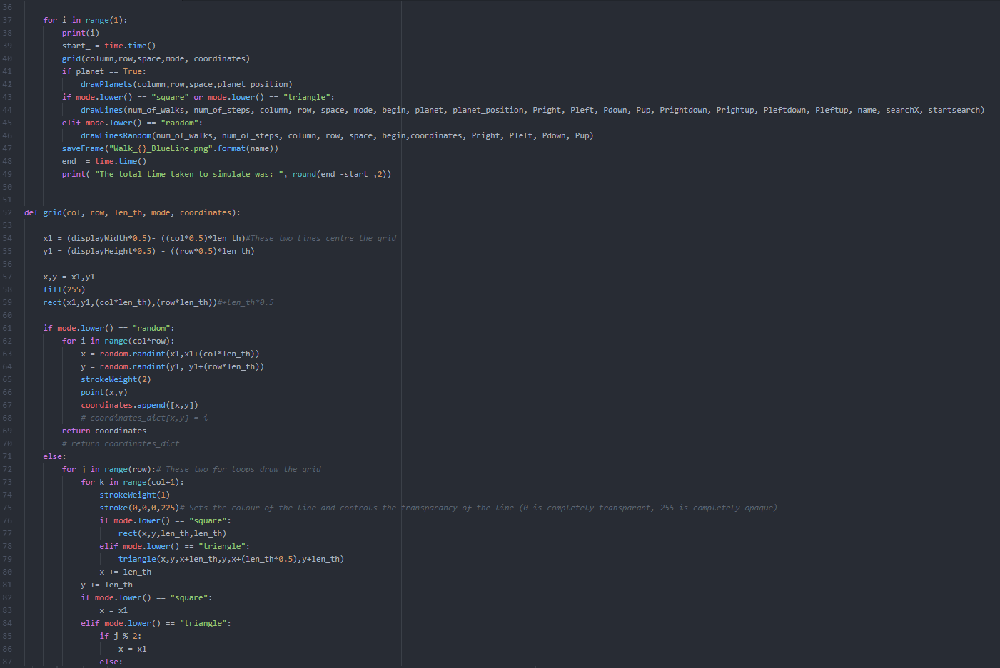 36
37 for i in range(1):
38 print(i)
39 start_ = time.time()
40 grid(column,row,space,mode, coordinates)
41 if planet == True:
42 drawPlanets(column,row,space,planet_position)
43 if mode.lower() == "square" or mode.lower() == "triangle":
44 drawLines(num_of_walks, num_of_steps, column, row, space, mode, begin, planet, planet_position, Pright, Pleft, Pdown, Pup, Prightdown, Prightup, Pleftdown, Pleftup, name, searchX, startsearch)
45 elif mode.lower() == "random":
46 drawLinesRandom(num_of_walks, num_of_steps, column, row, space, begin,coordinates, Pright, Pleft, Pdown, Pup)
47 saveFrame("Walk_{}_BlueLine.png".format(name))
48 end_ = time.time()
49 print( "The total time taken to simulate was: ", round(end_-start_,2))
50
51
52 def grid(col, row, len_th, mode, coordinates):
53
54 x1 = (displayWidth*0.5)- ((col*0.5)*len_th)#These two lines centre the grid
55 y1 = (displayHeight*0.5) - ((row*0.5)*len_th)
56
57 x,y = x1,y1
58 fill(255)
59 rect(x1,y1,(col*len_th),(row*len_th))#+len_th*0.5
60
61 if mode.lower() == "random":
62 for i in range(col*row):
63 x = random.randint(x1,x1+(col*len_th))
64 y = random.randint(y1, y1+(row*len_th))
65 strokeWeight(2)
66 point(x,y)
67 coordinates.append([x,y])
68 # coordinates_dict[x,y] = i
69 return coordinates
70 # return coordinates_dict
71 else:
72 for j in range(row):# These two for loops draw the grid
73 for k in range(col+1):
74 strokeWeight(1)
75 stroke(0,0,0,225)# Sets the colour of the line and controls the transparancy of the line (0 is completely transparant, 255 is completely opaque)
76 if mode.lower() == "square":
77 rect(x,y,len_th,len_th)
78 elif mode.lower() == "triangle":
79 triangle(x,y,x+len_th,y,x+(len_th*0.5),y+len_th)
80 x += len_th
81 y += len_th
82 if mode.lower() == "square":
83 x = x1
84 elif mode.lower() == "triangle":
85 if j % 2:
86 x = x1
87 else: